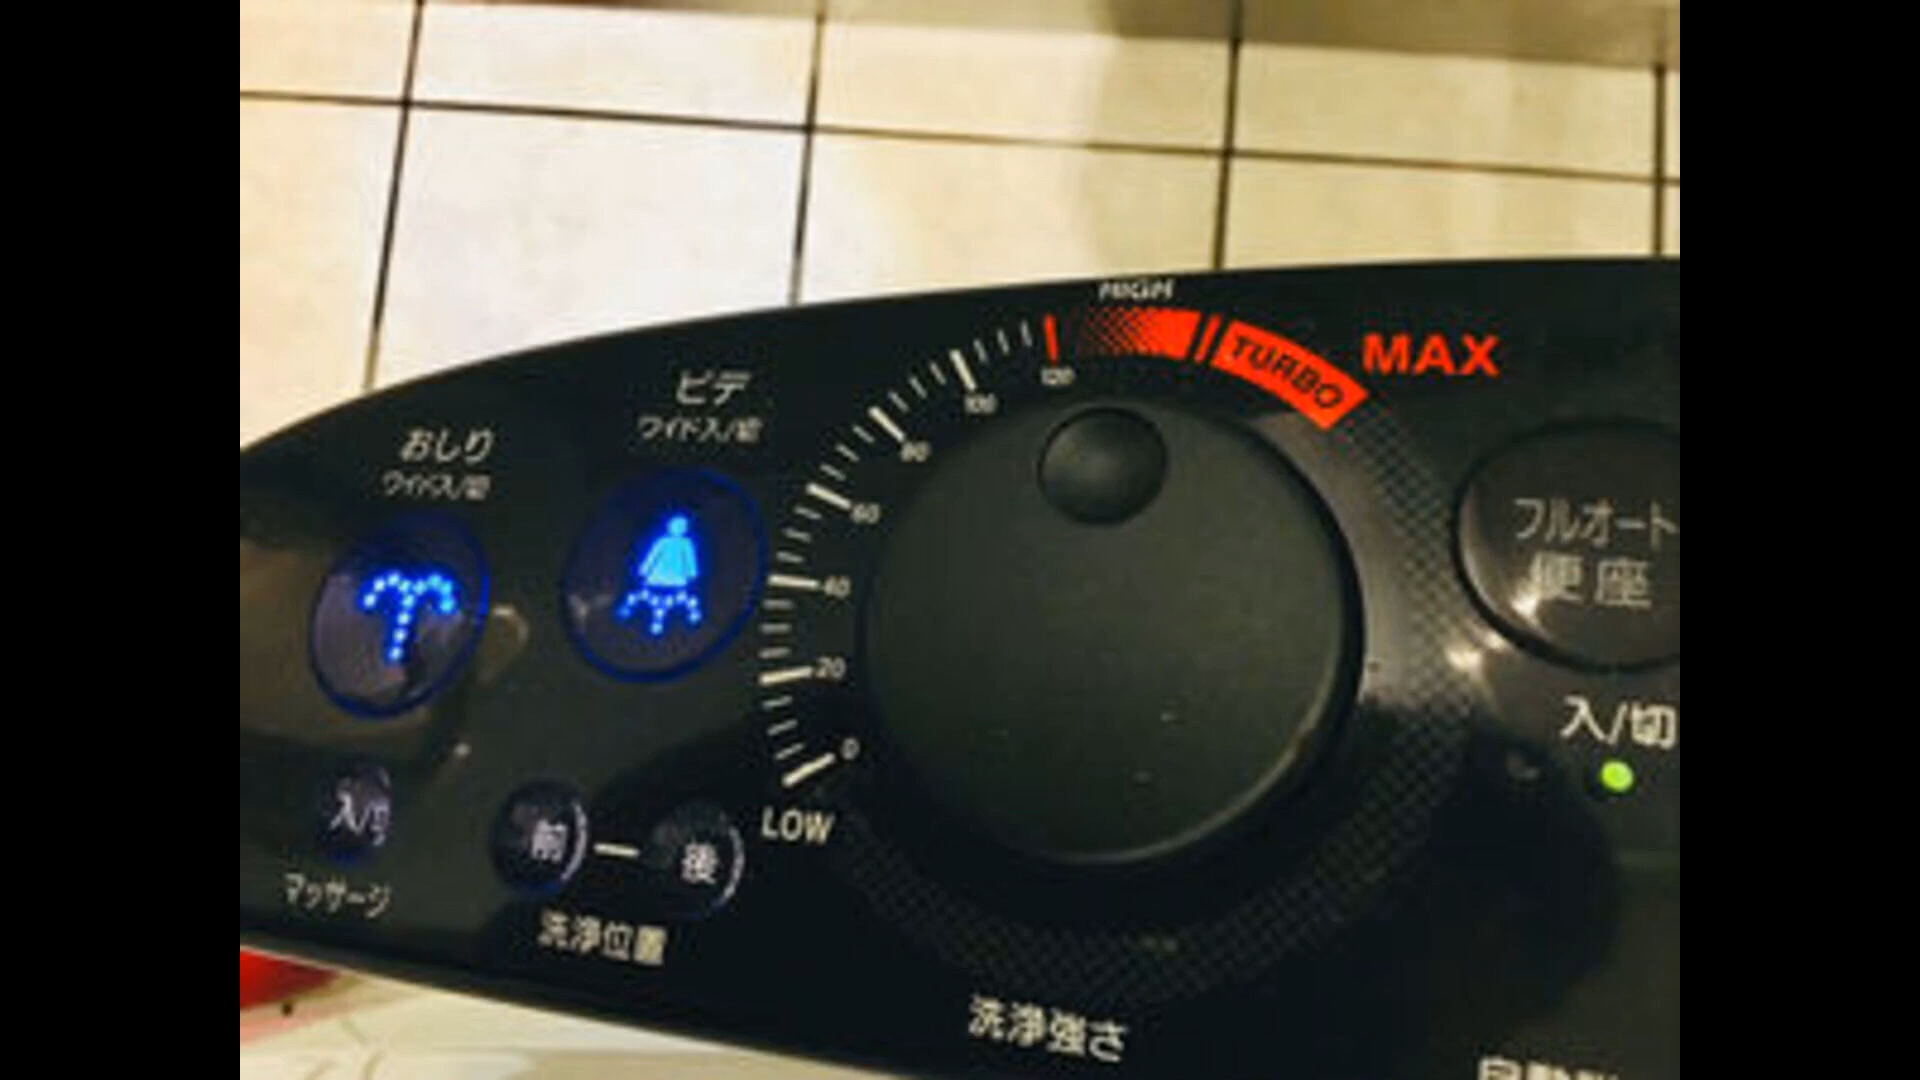 HIGH
MAX
TURBO
120
100
80
60
40
20
0
LOW
ビデ
ワイド入/切
おしり
ワイド入/切
フルオート
便座
入/切
入/切
マッサージ
前
後
洗浄位置
洗浄強さ